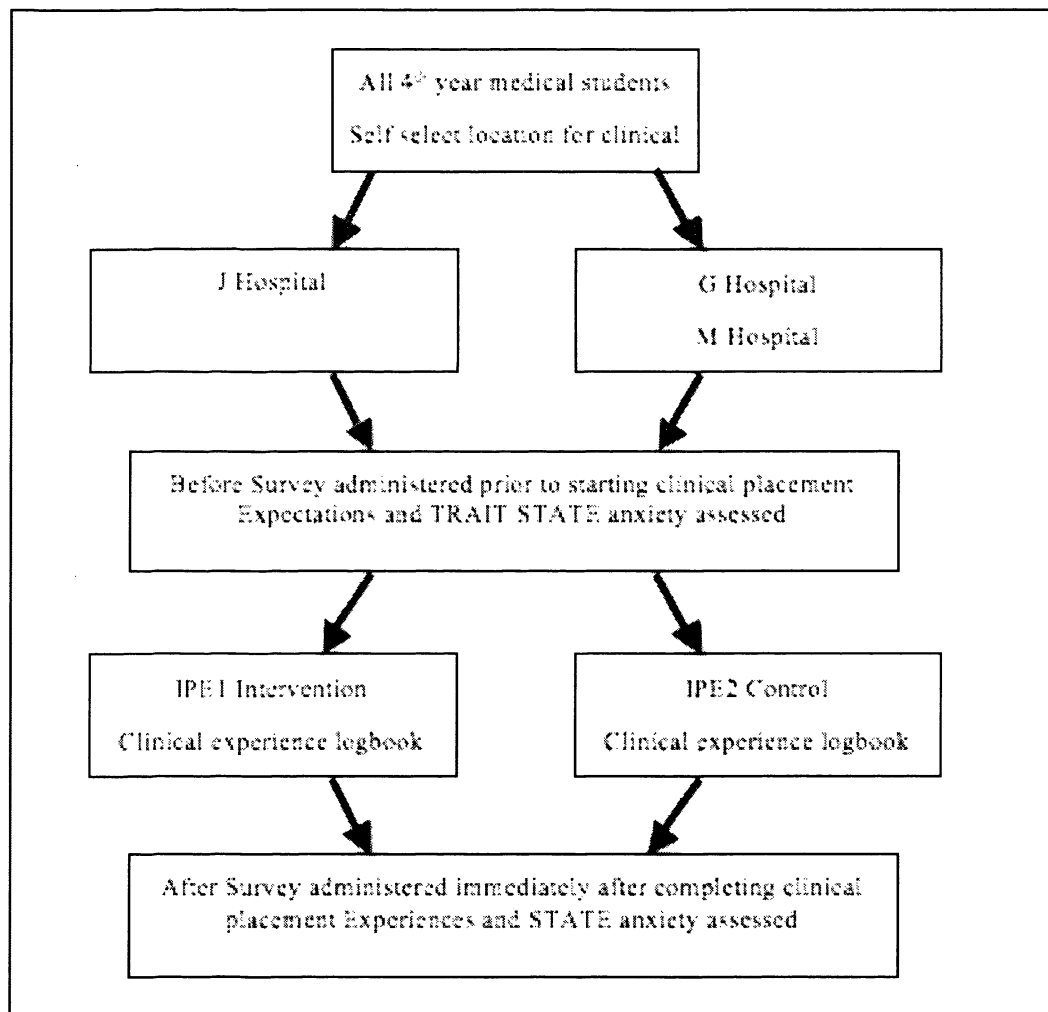 All 4th year medical students
Self select location for clinical
J Hospital
G Hospital
M Hospital
Before Survey administered prior to starting clinical placement
Expectations and TRAIT STATE anxiety assessed
IPE1 Intervention
Clinical experience logbook
IPE2 Control
Clinical experience logbook
After Survey administered immediately after completing clinical
placement Experiences and STATE anxiety assessed